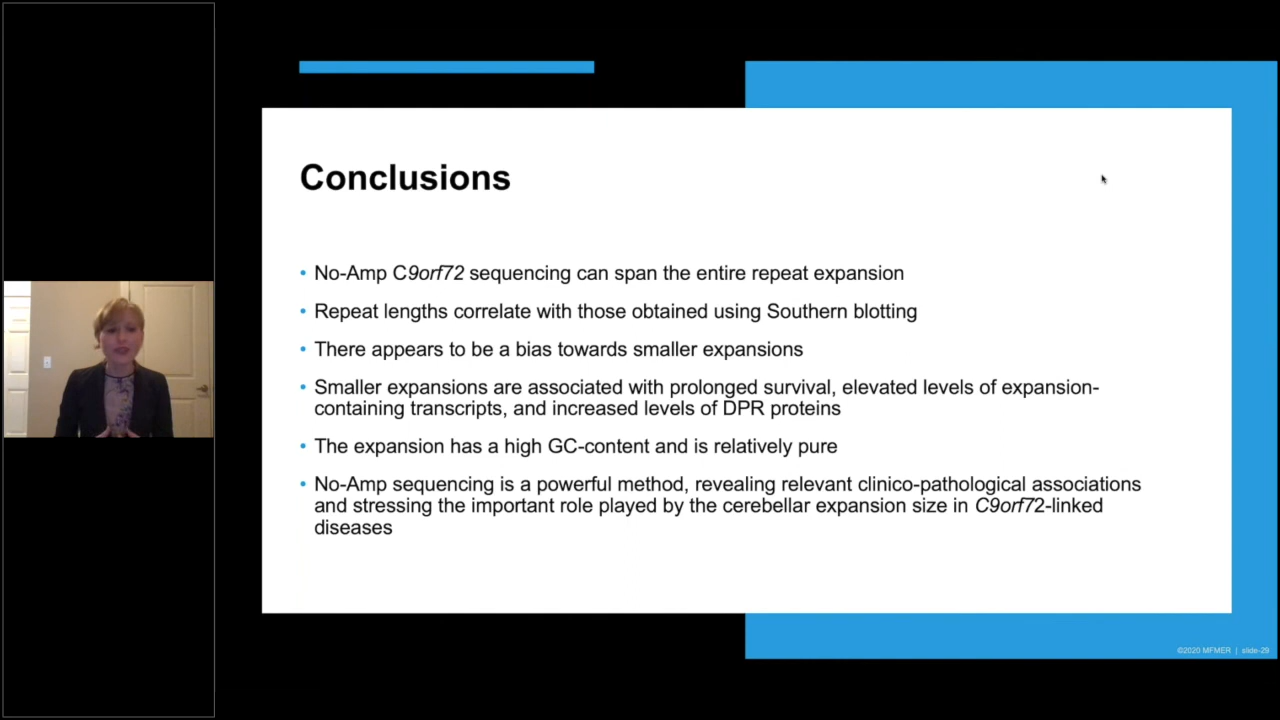 Conclusions
• No-Amp C9orf72 sequencing can span the entire repeat expansion
• Repeat lengths correlate with those obtained using Southern blotting
• There appears to be a bias towards smaller expansions
• Smaller expansions are associated with prolonged survival, elevated levels of expansion-
containing transcripts, and increased levels of DPR proteins
• The expansion has a high GC-content and is relatively pure
• No-Amp sequencing is a powerful method, revealing relevant clinico-pathological associations
and stressing the important role played by the cerebellar expansion size in C9orf72-linked
diseases
©2020 MFMER | slide-29